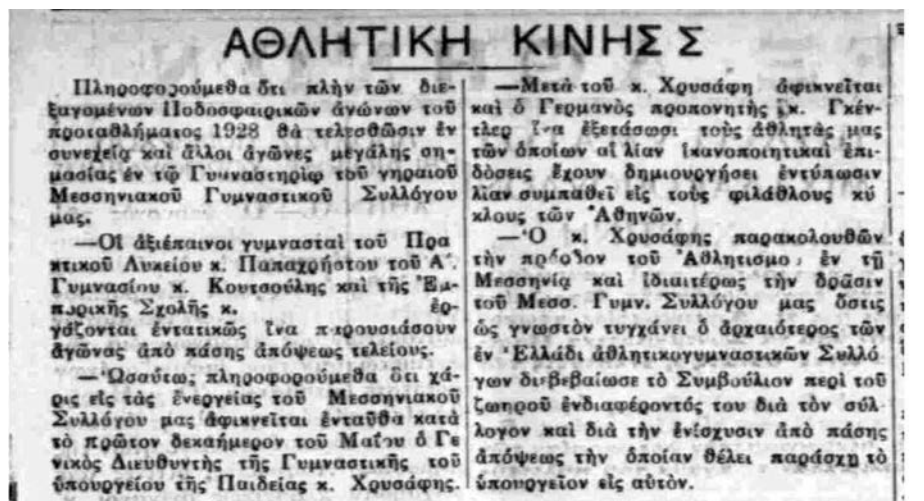 ΑΘΛΗΤΙΚΗ ΚΙΝΗΣΣ
Πληροφορούμεθα ὅτι πλὴν τῶν διε-
ξαγομένων Ποδοσφαιρικῶν ἀγώνων τοῦ
προταθλήματος 1928 θὰ τελεσθῶσιν ἐν
συνεχείᾳ καὶ ἄλλοι ἀγῶνες μεγάλης ση-
μασίας ἐν τῷ Γυμναστηρίῳ τοῦ γηραιοῦ
Μεσσηνιακοῦ Γυμναστικοῦ Συλλόγου
μας.
—Οἱ ἀξιέπαινοι γυμνασταὶ τοῦ Πρα
κτικοῦ Λυκείου κ. Παπαχρήστου τοῦ Α΄.
Γυμνασίου κ. Κουτσούλης καὶ τῆς Ἐμ-
πορικῆς Σχολῆς κ. ἐρ-
γάζονται ἐντατικῶς ἵνα παρουσιάσουν
ἀγῶνας ἀπὸ πάσης ἀπόψεως τελείους.
—Ὡσαύτως πληροφορούμεθα ὅτι χά-
ρις εἰς τὰς ἐνεργείας τοῦ Μεσσηνιακοῦ
Συλλόγου μας ἀφικνεῖται ἐνταῦθα κατὰ
τὸ πρῶτον δεκαήμερον τοῦ Μαΐου ὁ Γε
νικὸς Διευθυντὴς τῆς Γυμναστικῆς τοῦ
ὑπουργείου τῆς Παιδείας κ. Χρυσάφης.
—Μετὰ τοῦ κ. Χρυσάφη ἀφικνεῖται
καὶ ὁ Γερμανὸς προπονητὴς κ. Γκέν-
τλερ ἵνα ἐξετάσωσι τοὺς ἀθλητάς μας
τῶν ὁποίων αἱ λίαν ἱκανοποιητικαὶ ἐπι-
δόσεις ἔχουν δημιουργήσει ἐντύπωσιν
λίαν συμπαθεῖ εἰς τοὺς φιλάθλους κύ
κλους τῶν Ἀθηνῶν.
—Ὁ κ. Χρυσάφης παρακολουθῶν
τὴν πρόοδον τοῦ Ἀθλητισμοῦ ἐν τῇ
Μεσσηνίᾳ καὶ ἰδιαιτέρως τὴν δρᾶσιν
τοῦ Μεσσ. Γυμν. Συλλόγου μας ὅστις
ὡς γνωστὸν τυγχάνει ὁ ἀρχαιότερος τῶν
ἐν Ἑλλάδι ἀθλητικογυμναστικῶν Συλλό
γων διεβεβαίωσε τὸ Συμβούλιον περὶ τοῦ
ζωηροῦ ἐνδιαφέροντός του διὰ τὸν σύλ-
λογον καὶ διὰ τὴν ἐνίσχυσιν ἀπὸ πάσης
ἀπόψεως τὴν ὁποίαν θέλει παράσχῃ τὸ
ὑπουργεῖον εἰς αὐτόν.